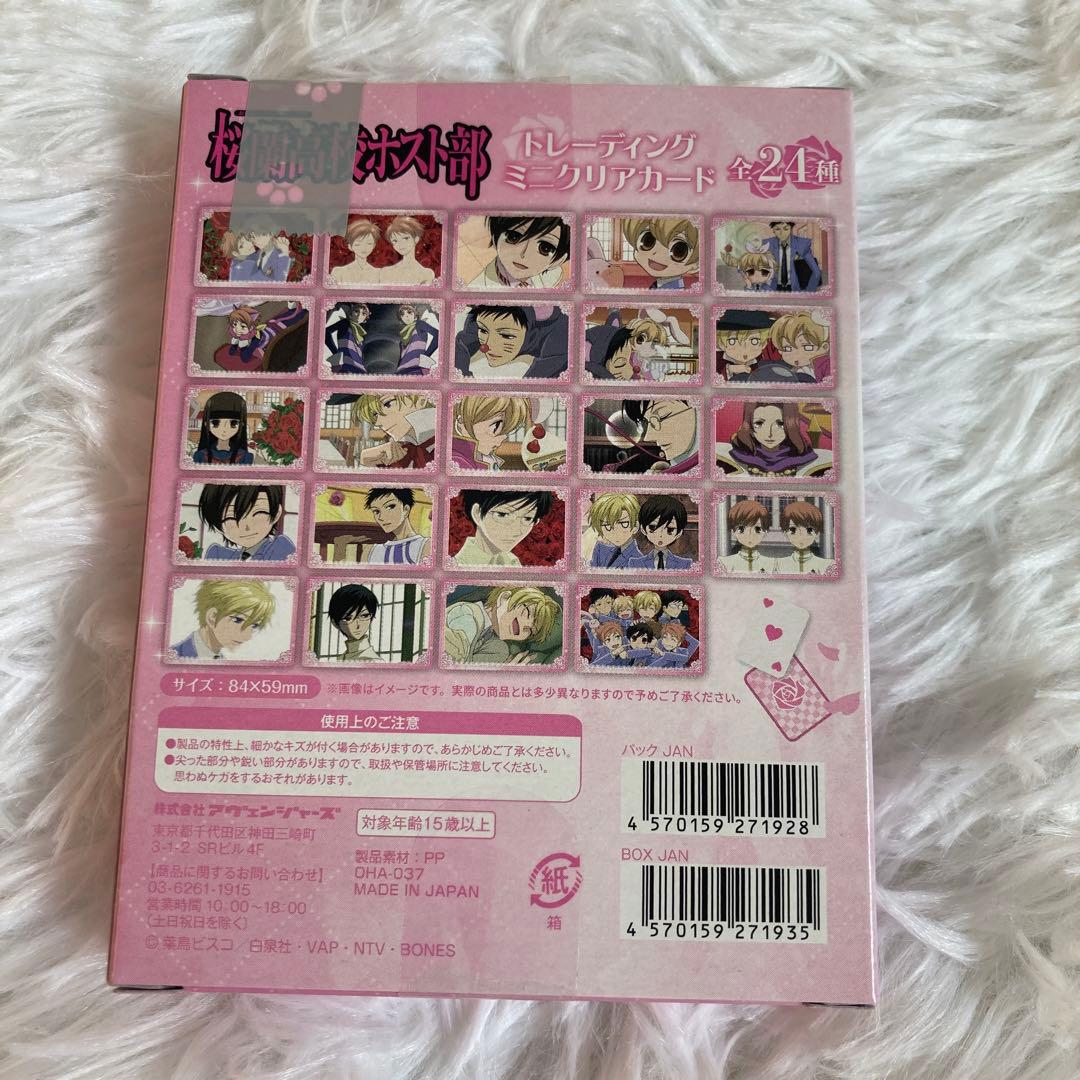 桜蘭高校ホスト部
トレーディング
ミニクリアカード
全24種
サイズ：84×59mm
※画像はイメージです。実際の商品とは多少異なりますので予めご了承ください。
使用上のご注意
●製品の特性上、細かなキズが付く場合がありますので、あらかじめご了承ください。
●尖った部分や鋭い部分がありますので、取扱や保管場所に注意してください。
思わぬケガをするおそれがあります。
株式会社アヴェンジャーズ
東京都千代田区神田三崎町
3-1-2 SRビル4F
【商品に関するお問い合わせ】
03-6261-1915
営業時間 10:00～18:00
（土日祝日を除く）
対象年齢15歳以上
製品素材：PP
OHA-037
MADE IN JAPAN
紙
箱
パック JAN
4 570159 271928
BOX JAN
4 570159 271935
©葉鳥ビスコ／白泉社・VAP・NTV・BONES